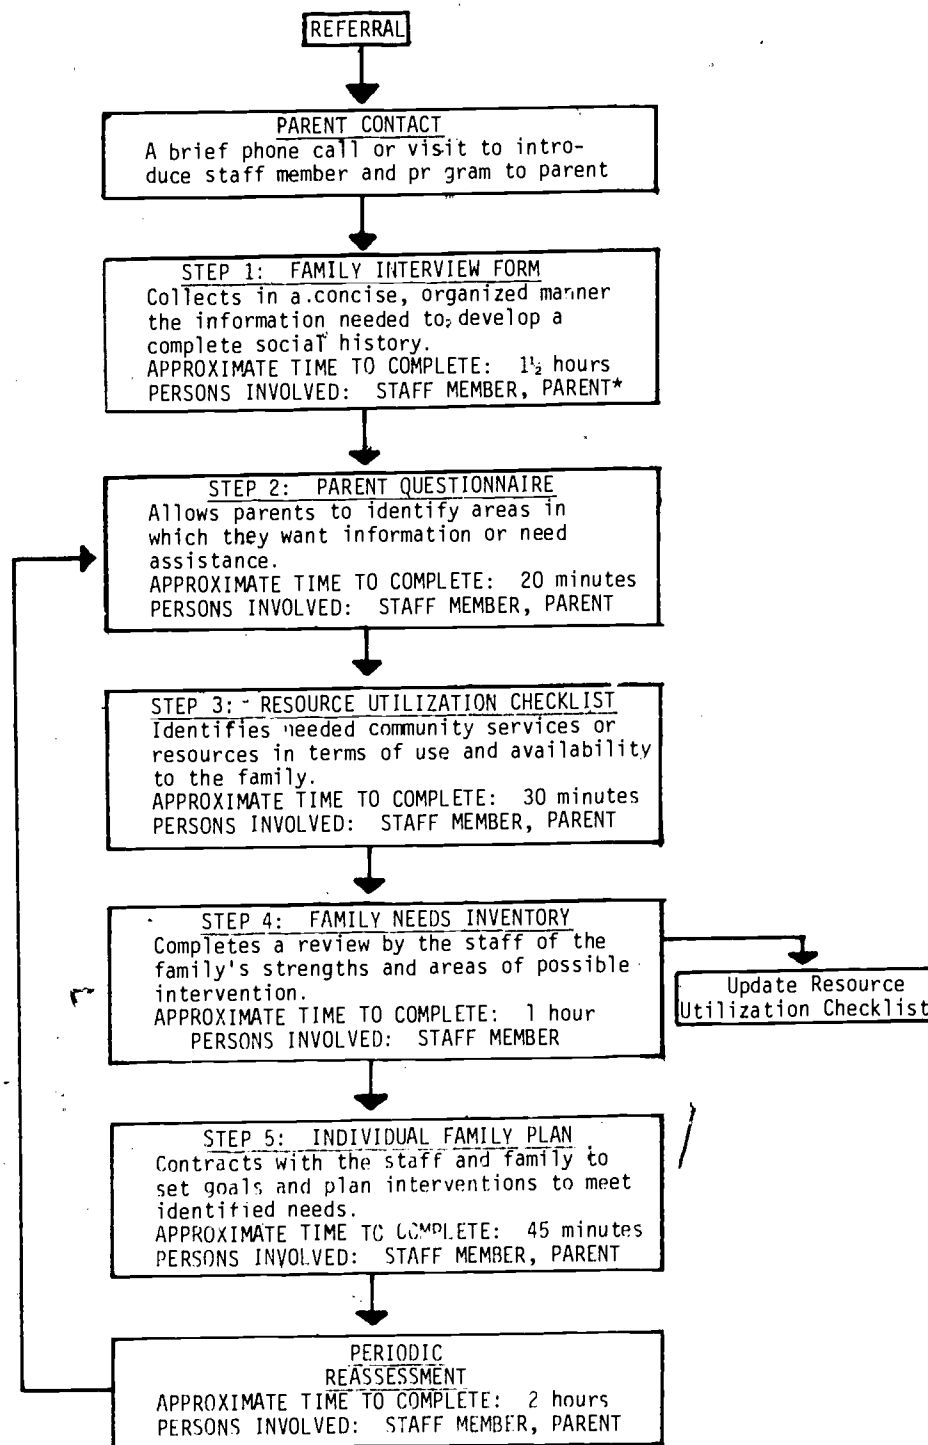 REFERRAL
PARENT CONTACT
A brief phone call or visit to intro-
duce staff member and pr gram to parent
STEP 1: FAMILY INTERVIEW FORM
Collects in a concise, organized manner
the information needed to develop a
complete social history.
APPROXIMATE TIME TO COMPLETE: 1½ hours
PERSONS INVOLVED: STAFF MEMBER, PARENT*
STEP 2: PARENT QUESTIONNAIRE
Allows parents to identify areas in
which they want information or need
assistance.
APPROXIMATE TIME TO COMPLETE: 20 minutes
PERSONS INVOLVED: STAFF MEMBER, PARENT
STEP 3: RESOURCE UTILIZATION CHECKLIST
Identifies needed community services or
resources in terms of use and availability
to the family.
APPROXIMATE TIME TO COMPLETE: 30 minutes
PERSONS INVOLVED: STAFF MEMBER, PARENT
STEP 4: FAMILY NEEDS INVENTORY
Completes a review by the staff of the
family's strengths and areas of possible
intervention.
APPROXIMATE TIME TO COMPLETE: 1 hour
PERSONS INVOLVED: STAFF MEMBER
Update Resource
Utilization Checklist
STEP 5: INDIVIDUAL FAMILY PLAN
Contracts with the staff and family to
set goals and plan interventions to meet
identified needs.
APPROXIMATE TIME TO COMPLETE: 45 minutes
PERSONS INVOLVED: STAFF MEMBER, PARENT
PERIODIC
REASSESSMENT
APPROXIMATE TIME TO COMPLETE: 2 hours
PERSONS INVOLVED: STAFF MEMBER, PARENT